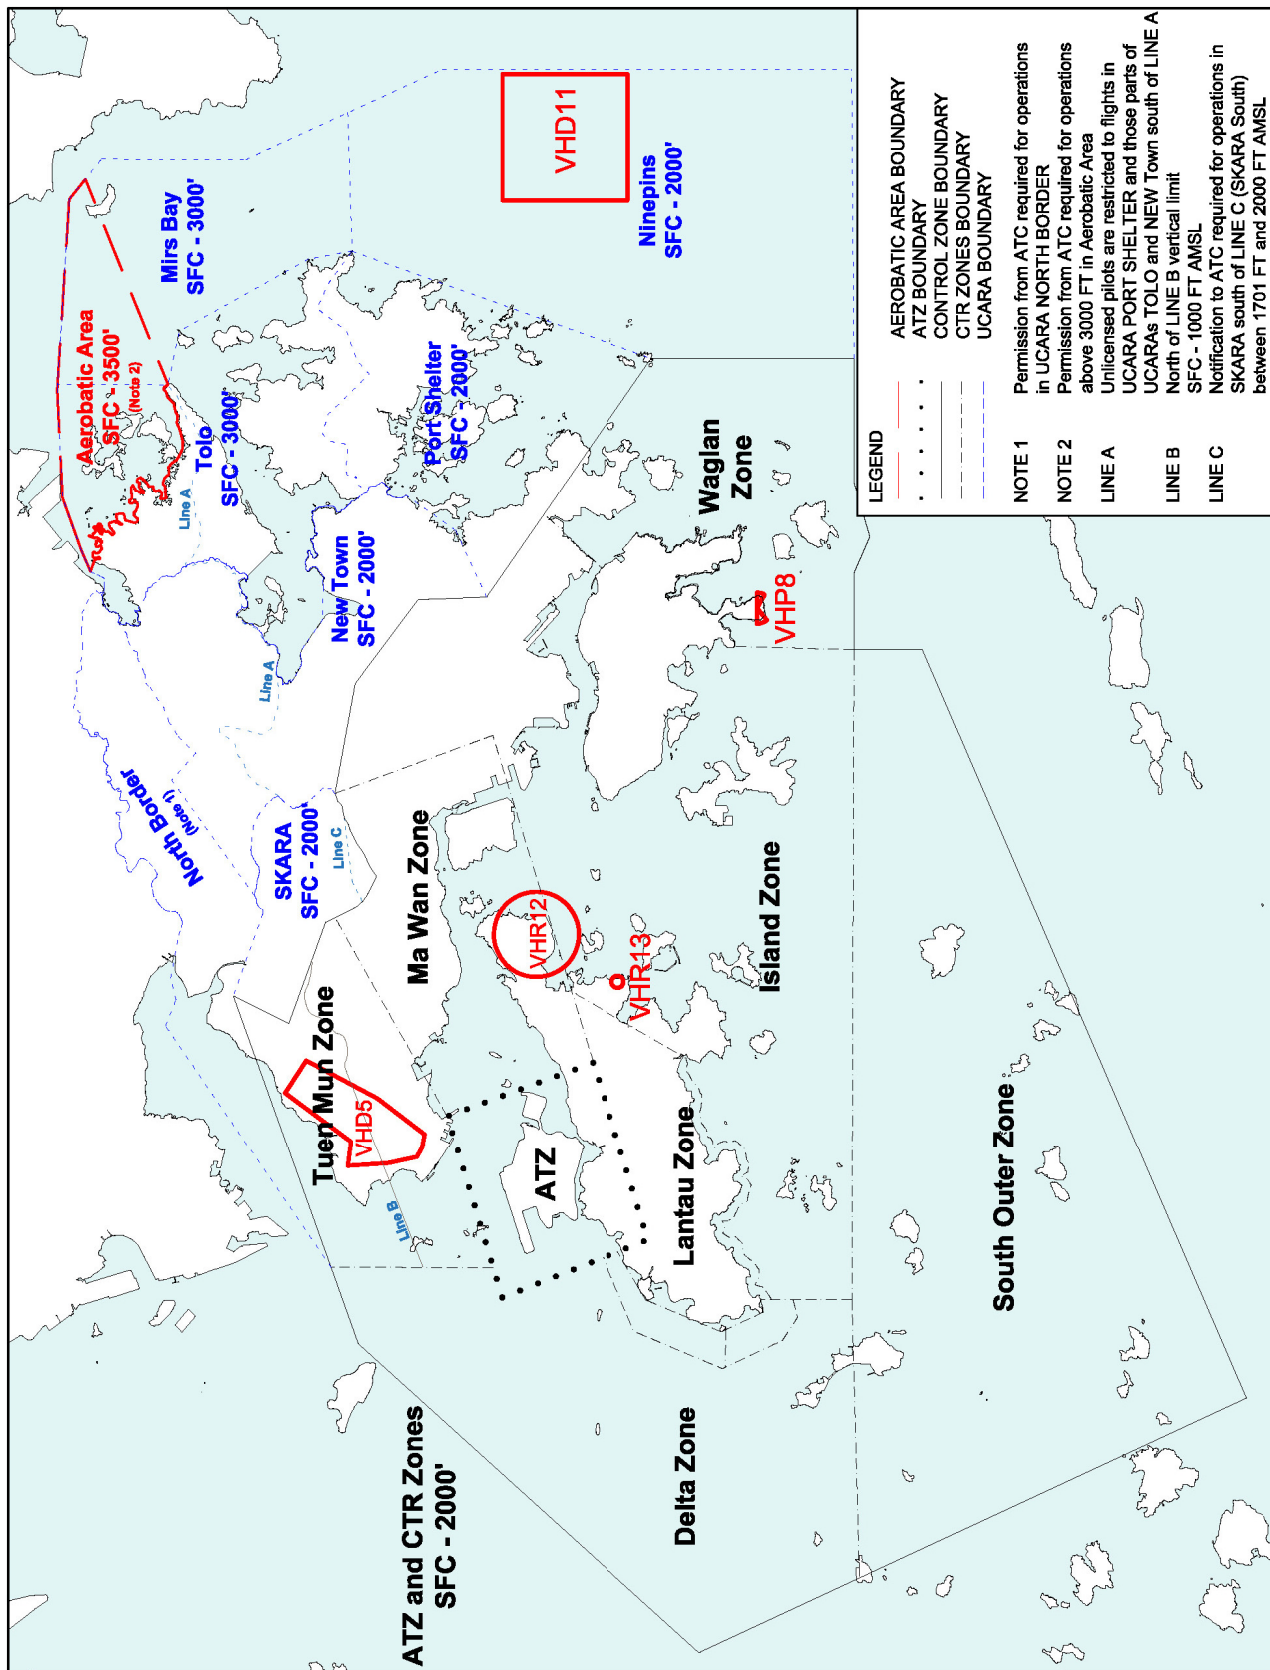 ATZ and CTR Zones
SFC - 2000'
Delta Zone
South Outer Zone
Tuen Mun Zone
VHD5
Line B
ATZ
Lantau Zone
Ma Wan Zone
VHR12
VHR13
Island Zone
North Border
(Note 1)
SKARA
SFC - 2000'
Line C
Line A
New Town
SFC - 2000'
Line A
Tolo
SFC - 3000'
Aerobatic Area
SFC - 3500'
(Note 2)
Mirs Bay
SFC - 3000'
Port Shelter
SFC - 2000'
Waglan
Zone
VHP8
VHD11
Ninepins
SFC - 2000'
LEGEND
AEROBATIC AREA BOUNDARY
ATZ BOUNDARY
CONTROL ZONE BOUNDARY
CTR ZONES BOUNDARY
UCARA BOUNDARY
NOTE 1 Permission from ATC required for operations
in UCARA NORTH BORDER
NOTE 2 Permission from ATC required for operations
above 3000 FT in Aerobatic Area
LINE A Unlicensed pilots are restricted to flights in
UCARA PORT SHELTER and those parts of
UCARAs TOLO and NEW Town south of LINE A
LINE B North of LINE B vertical limit
SFC - 1000 FT AMSL
LINE C Notification to ATC required for operations in
SKARA south of LINE C (SKARA South)
between 1701 FT and 2000 FT AMSL